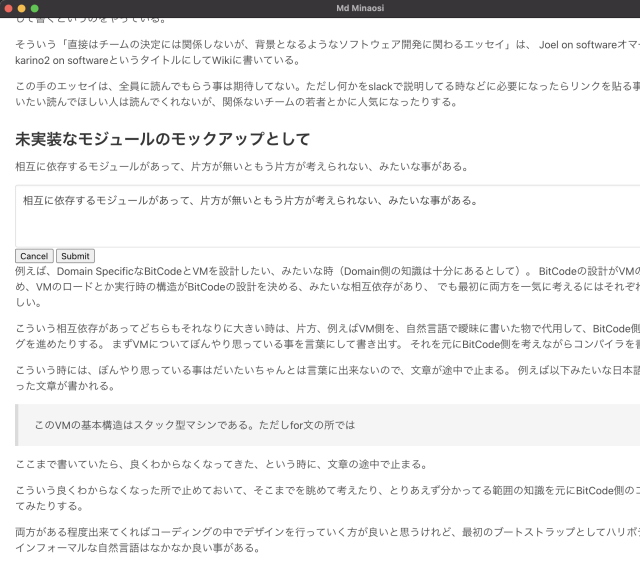 Md Minaosi
して書くというのをやっている。
そういう「直接はチームの決定には関係しないが、背景となるようなソフトウェア開発に関わるエッセイ」は、 Joel on softwareオマ
karino2 on softwareというタイトルにしてWikiに書いている。
この手のエッセイは、全員に読んでもらう事は期待してない。ただし何かをslackで説明してる時などに必要になったらリンクを貼る事
いたい読んでほしい人は読んでくれないが、関係ないチームの若者とかに人気になったりする。
未実装なモジュールのモックアップとして
相互に依存するモジュールがあって、片方が無いともう片方が考えられない、みたいな事がある。
相互に依存するモジュールがあって、片方が無いともう片方が考えられない、みたいな事がある。
Cancel Submit
例えば、Domain SpecificなBitCodeとVMを設計したい、みたいな時（Domain側の知識は十分にあるとして）。 BitCodeの設計がVMの
め、VMのロードとか実行時の構造がBitCodeの設計を決める、みたいな相互依存があり、 でも最初に両方を一気に考えるにはそれぞれ
しい。
こういう相互依存があってどちらもそれなりに大きい時は、片方、例えばVM側を、自然言語で曖昧に書いた物で代用して、BitCode側
グを進めたりする。 まずVMについてぼんやり思っている事を言葉にして書き出す。 それを元にBitCode側を考えながらコンパイラを
こういう時には、ぼんやり思っている事はだいたいちゃんとは言葉に出来ないので、文章が途中で止まる。 例えば以下みたいな日本語
った文章が書かれる。
このVMの基本構造はスタック型マシンである。ただしfor文の所では
ここまで書いていたら、良くわからなくなってきた、という時に、文章の途中で止まる。
こういう良くわからなくなった所で止めておいて、そこまでを眺めて考えたり、とりあえず分かってる範囲の知識を元にBitCode側のコ
てみたりする。
両方がある程度出来てくればコーディングの中でデザインを行っていく方が良いと思うけれど、最初のブートストラップとしてハリボテ
インフォーマルな自然言語はなかなか良い事がある。